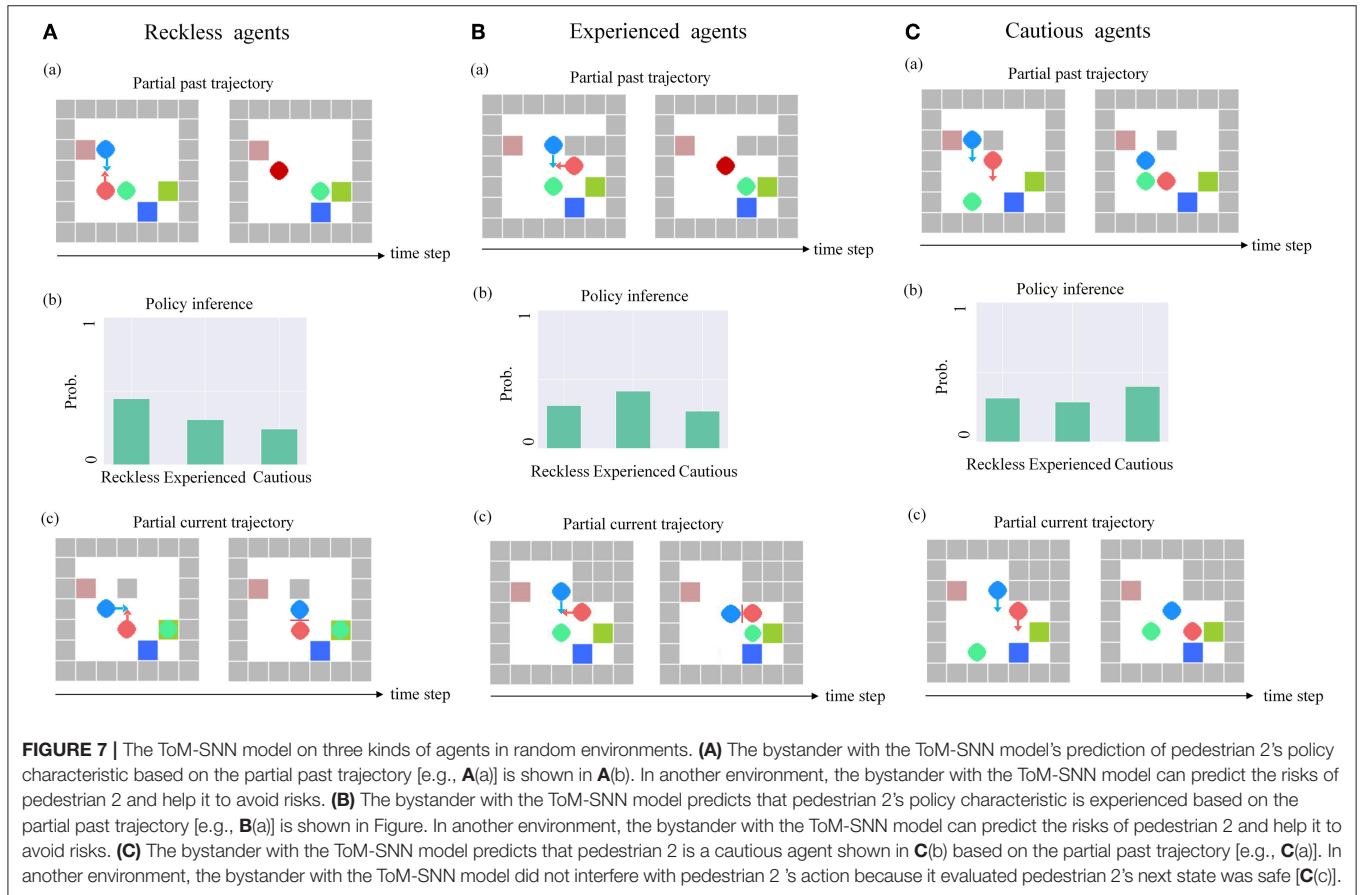 A Reckless agents
(a)
Partial past trajectory
time step
(b)
Policy inference
1
Prob.
0
Reckless Experienced Cautious
(c)
Partial current trajectory
time step
B Experienced agents
(a)
Partial past trajectory
time step
(b)
Policy inference
1
Prob.
0
Reckless Experienced Cautious
(c)
Partial current trajectory
time step
C Cautious agents
(a)
Partial past trajectory
time step
(b)
Policy inference
1
Prob.
0
Reckless Experienced Cautious
(c)
Partial current trajectory
time step
FIGURE 7 | The ToM-SNN model on three kinds of agents in random environments. (A) The bystander with the ToM-SNN model's prediction of pedestrian 2's policy
characteristic based on the partial past trajectory [e.g., A(a)] is shown in A(b). In another environment, the bystander with the ToM-SNN model can predict the risks of
pedestrian 2 and help it to avoid risks. (B) The bystander with the ToM-SNN model predicts that pedestrian 2's policy characteristic is experienced based on the
partial past trajectory [e.g., B(a)] is shown in Figure. In another environment, the bystander with the ToM-SNN model can predict the risks of pedestrian 2 and help it to
avoid risks. (C) The bystander with the ToM-SNN model predicts that pedestrian 2 is a cautious agent shown in C(b) based on the partial past trajectory [e.g., C(a)]. In
another environment, the bystander with the ToM-SNN model did not interfere with pedestrian 2 's action because it evaluated pedestrian 2's next state was safe [C(c)].